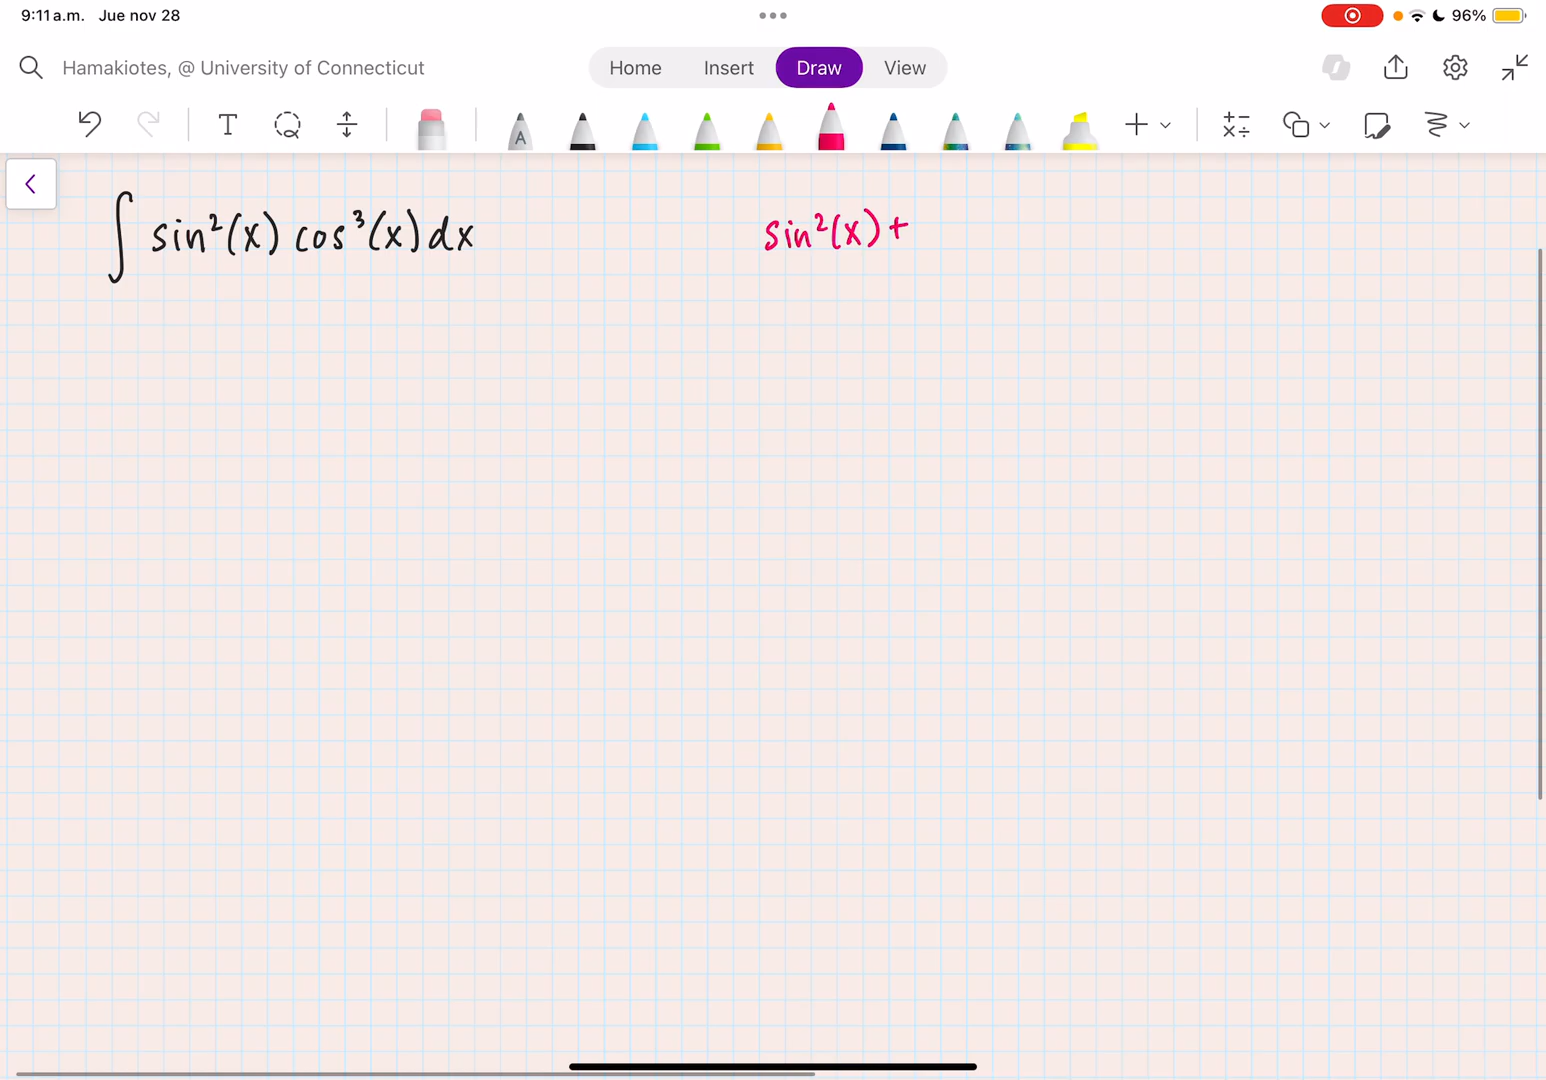 9:11 a.m. Jue nov 28
96%
Hamakiotes, @ University of Connecticut
Home Insert Draw View
T
A
∫ sin²(x) cos³(x) dx
sin²(x) +